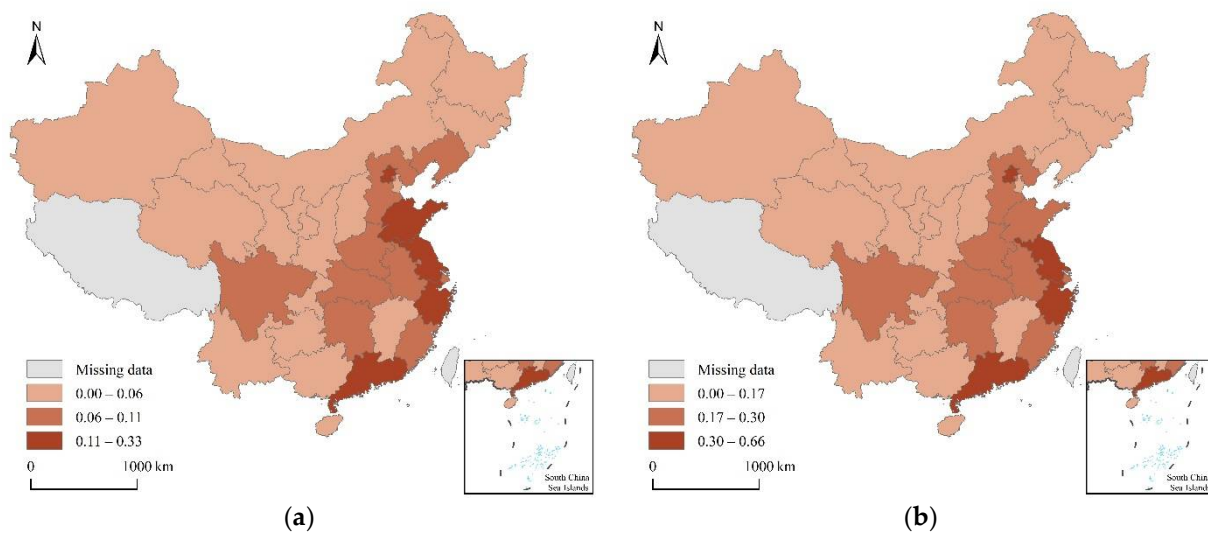 N
Missing data
0.00 – 0.06
0.06 – 0.11
0.11 – 0.33
0 1000 km
South China
Sea Islands
(a)
N
Missing data
0.00 – 0.17
0.17 – 0.30
0.30 – 0.66
0 1000 km
South China
Sea Islands
(b)